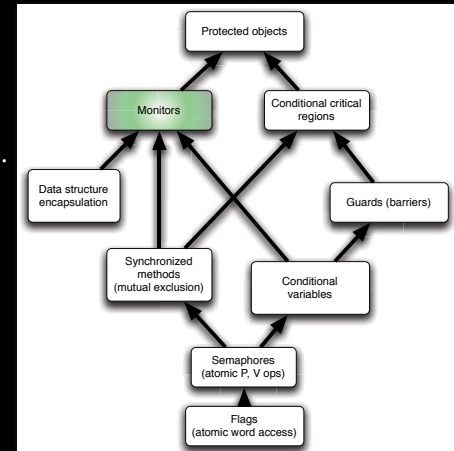 Protected objects
Monitors
Conditional critical
regions
Data structure
encapsulation
Guards (barriers)
Synchronized
methods
(mutual exclusion)
Conditional
variables
Semaphores
(atomic P, V ops)
Flags
(atomic word access)